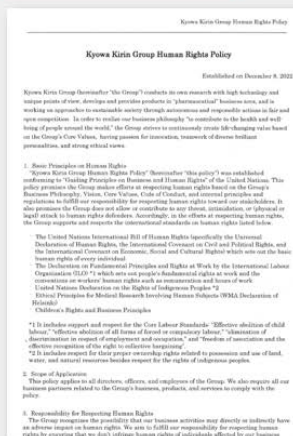 Kyowa Kirin Group Human Rights Policy
Kyowa Kirin Group Human Rights Policy
Established on December 8, 2022
Kyowa Kirin Group (hereinafter "the Group") conducts its own research with high technology and
unique points of view, develops and provides products in "pharmaceutical" business area, and is
working on approaches to sustainable society through autonomous and responsible actions in fair and
open competition. In order to realize our business philosophy "to contribute to the health and well-
being of people around the world," the Group strives to continuously create life-changing value based
on the Group's Core Values, having passion for innovation, teamwork of diverse brilliant
personalities, and strong ethical views.
1. Basic Principles on Human Rights
"Kyowa Kirin Group Human Rights Policy" (hereinafter "this policy") was established
conforming to "Guiding Principles on Business and Human Rights" of the United Nations. This
policy promises the Group makes efforts at respecting human rights based on the Group's
Business Philosophy, Vision, Core Values, Code of Conduct, and internal principles and
regulations to fulfill our responsibility for respecting human rights toward our stakeholders. It
also promises the Group does not allow or contribute to any threat, intimidation, or (physical or
legal) attack to human rights defenders. Accordingly, in the efforts at respecting human rights,
the Group supports and respects the international standards on human rights listed below.
The United Nations International Bill of Human Rights (specifically the Universal
Declaration of Human Rights, the International Covenant on Civil and Political Rights, and
the International Covenant on Economic, Social and Cultural Rights) which sets out the basic
human rights of every individual
The Declaration on Fundamental Principles and Rights at Work by the International Labour
Organization (ILO) *1 which sets out people's fundamental rights at work and the
conventions on workers' human rights such as remuneration and hours of work
United Nations Declaration on the Rights of Indigenous Peoples *2
Ethical Principles for Medical Research Involving Human Subjects (WMA Declaration of
Helsinki)
Children's Rights and Business Principles
*1 It includes support and respect for the Core Labour Standards: "Effective abolition of child
labour," "effective abolition of all forms of forced or compulsory labour," "elimination of
discrimination in respect of employment and occupation," and "freedom of association and the
effective recognition of the right to collective bargaining".
*2 It includes respect for their proper ownership rights related to possession and use of land,
water, and natural resources besides respect for the rights of indigenous peoples.
2. Scope of Application
This policy applies to all directors, officers, and employees of the Group. We also require all our
business partners related to the Group's business, products, and services to comply with the
policy.
3. Responsibility for Respecting Human Rights
The Group recognizes the possibility that our business activities may directly or indirectly have
an adverse impact on human rights. We aim to fulfill our responsibility for respecting human
rights by ensuring that we don't infringe human rights of individuals affected by our business